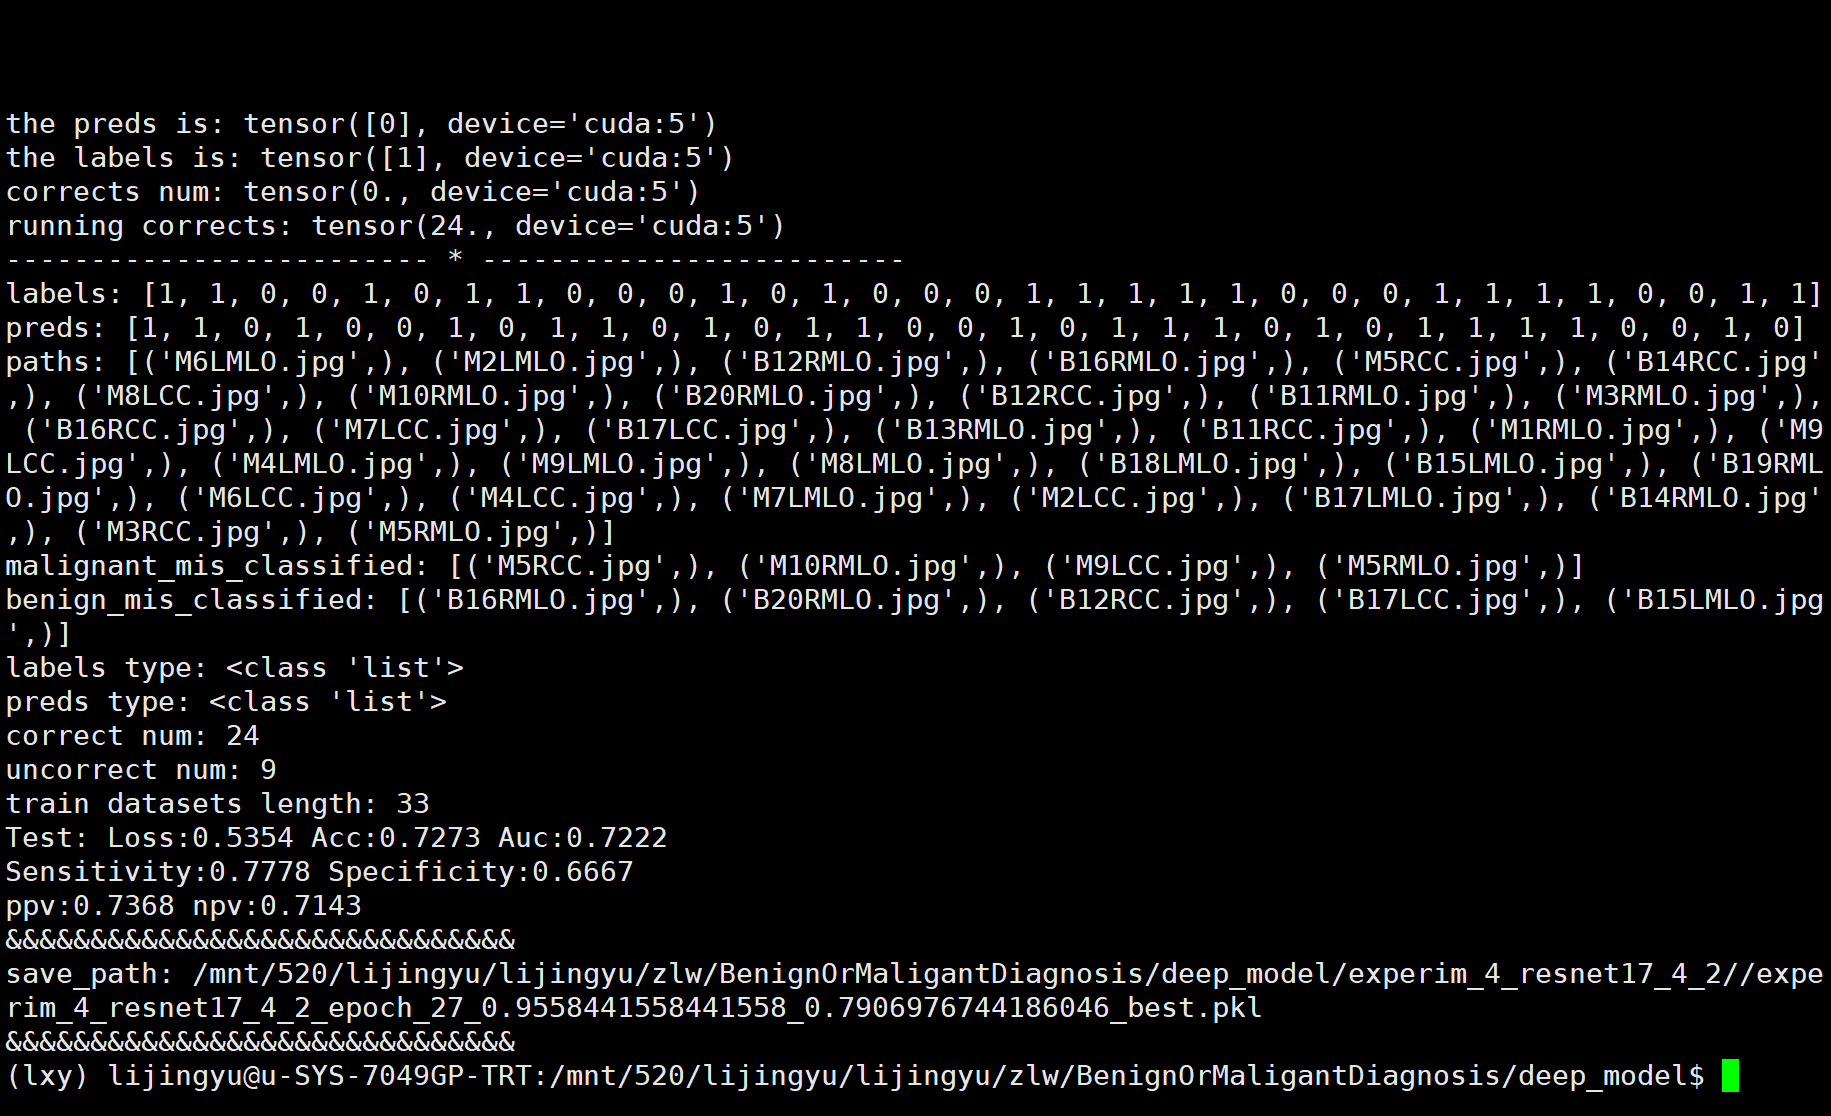 the preds is: tensor([0], device='cuda:5')
the labels is: tensor([1], device='cuda:5')
corrects num: tensor(0., device='cuda:5')
running corrects: tensor(24., device='cuda:5')
------------------------- * -------------------------
labels: [1, 1, 0, 0, 1, 0, 1, 1, 0, 0, 0, 1, 0, 1, 0, 0, 0, 1, 1, 1, 1, 1, 0, 0, 0, 1, 1, 1, 1, 0, 0, 1, 1]
preds: [1, 1, 0, 1, 0, 0, 1, 0, 1, 1, 0, 1, 0, 1, 1, 0, 0, 1, 0, 1, 1, 1, 0, 1, 0, 1, 1, 1, 1, 0, 0, 1, 0]
paths: [('M6LMLO.jpg',), ('M2LMLO.jpg',), ('B12RMLO.jpg',), ('B16RMLO.jpg',), ('M5RCC.jpg',), ('B14RCC.jpg'
,), ('M8LCC.jpg',), ('M10RMLO.jpg',), ('B20RMLO.jpg',), ('B12RCC.jpg',), ('B11RMLO.jpg',), ('M3RMLO.jpg',),
 ('B16RCC.jpg',), ('M7LCC.jpg',), ('B17LCC.jpg',), ('B13RMLO.jpg',), ('B11RCC.jpg',), ('M1RMLO.jpg',), ('M9
LCC.jpg',), ('M4LMLO.jpg',), ('M9LMLO.jpg',), ('M8LMLO.jpg',), ('B18LMLO.jpg',), ('B15LMLO.jpg',), ('B19RML
O.jpg',), ('M6LCC.jpg',), ('M4LCC.jpg',), ('M7LMLO.jpg',), ('M2LCC.jpg',), ('B17LMLO.jpg',), ('B14RMLO.jpg'
,), ('M3RCC.jpg',), ('M5RMLO.jpg',)]
malignant_mis_classified: [('M5RCC.jpg',), ('M10RMLO.jpg',), ('M9LCC.jpg',), ('M5RMLO.jpg',)]
benign_mis_classified: [('B16RMLO.jpg',), ('B20RMLO.jpg',), ('B12RCC.jpg',), ('B17LCC.jpg',), ('B15LMLO.jpg
',)]
labels type: <class 'list'>
preds type: <class 'list'>
correct num: 24
uncorrect num: 9
train datasets length: 33
Test: Loss:0.5354 Acc:0.7273 Auc:0.7222
Sensitivity:0.7778 Specificity:0.6667
ppv:0.7368 npv:0.7143
&&&&&&&&&&&&&&&&&&&&&&&&&&&&&&
save_path: /mnt/520/lijingyu/lijingyu/zlw/BenignOrMaligantDiagnosis/deep_model/experim_4_resnet17_4_2//expe
rim_4_resnet17_4_2_epoch_27_0.9558441558441558_0.7906976744186046_best.pkl
&&&&&&&&&&&&&&&&&&&&&&&&&&&&&&
(lxy) lijingyu@u-SYS-7049GP-TRT:/mnt/520/lijingyu/lijingyu/zlw/BenignOrMaligantDiagnosis/deep_model$